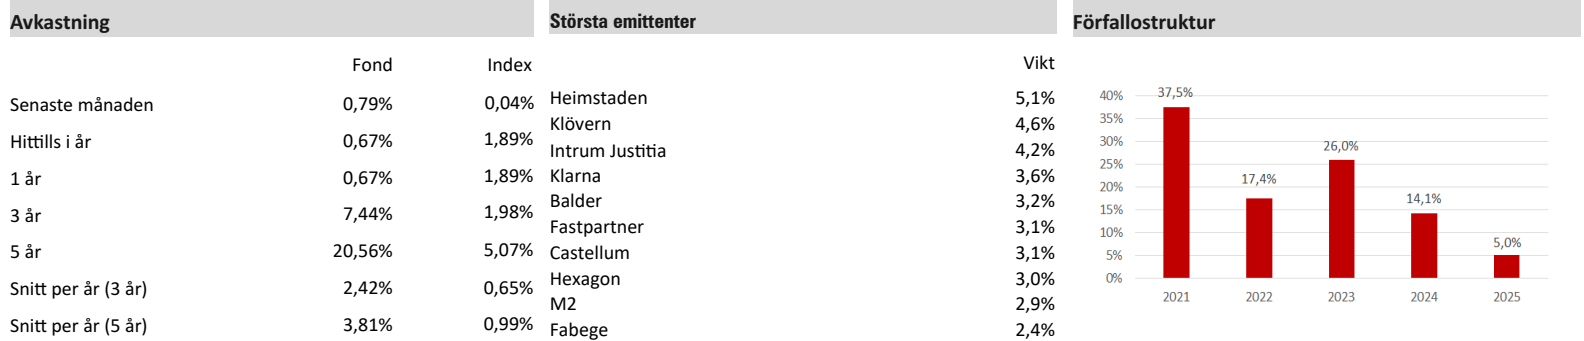 Avkastning
Fond Index
Senaste månaden 0,79% 0,04%
Hittills i år 0,67% 1,89%
1 år 0,67% 1,89%
3 år 7,44% 1,98%
5 år 20,56% 5,07%
Snitt per år (3 år) 2,42% 0,65%
Snitt per år (5 år) 3,81% 0,99%
Största emittenter
Vikt
Heimstaden 5,1%
Klövern 4,6%
Intrum Justitia 4,2%
Klarna 3,6%
Balder 3,2%
Fastpartner 3,1%
Castellum 3,1%
Hexagon 3,0%
M2 2,9%
Fabege 2,4%
Förfallostruktur
40%
35%
30%
25%
20%
15%
10%
5%
0%
37,5%
17,4%
26,0%
14,1%
5,0%
2021 2022 2023 2024 2025